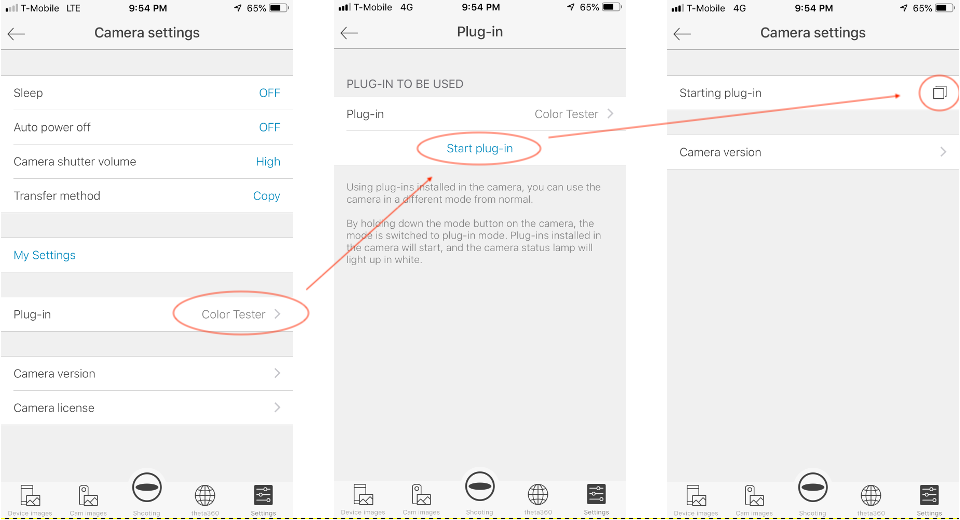 T-Mobile LTE 9:54 PM 65%
Camera settings
Sleep OFF
Auto power off OFF
Camera shutter volume High
Transfer method Copy
My Settings
Plug-in Color Tester
Camera version
Camera license
Device images Cam images Shooting theta360 Settings
T-Mobile 4G 9:54 PM 65%
Plug-in
PLUG-IN TO BE USED
Plug-in Color Tester
Start plug-in
Using plug-ins installed in the camera, you can use the
camera in a different mode from normal.
By holding down the mode button on the camera, the
mode is switched to plug-in mode. Plug-ins installed in
the camera will start, and the camera status lamp will
light up in white.
Device images Cam images Shooting theta360 Settings
T-Mobile 4G 9:54 PM 65%
Camera settings
Starting plug-in
Camera version
Device images Cam images Shooting theta360 Settings